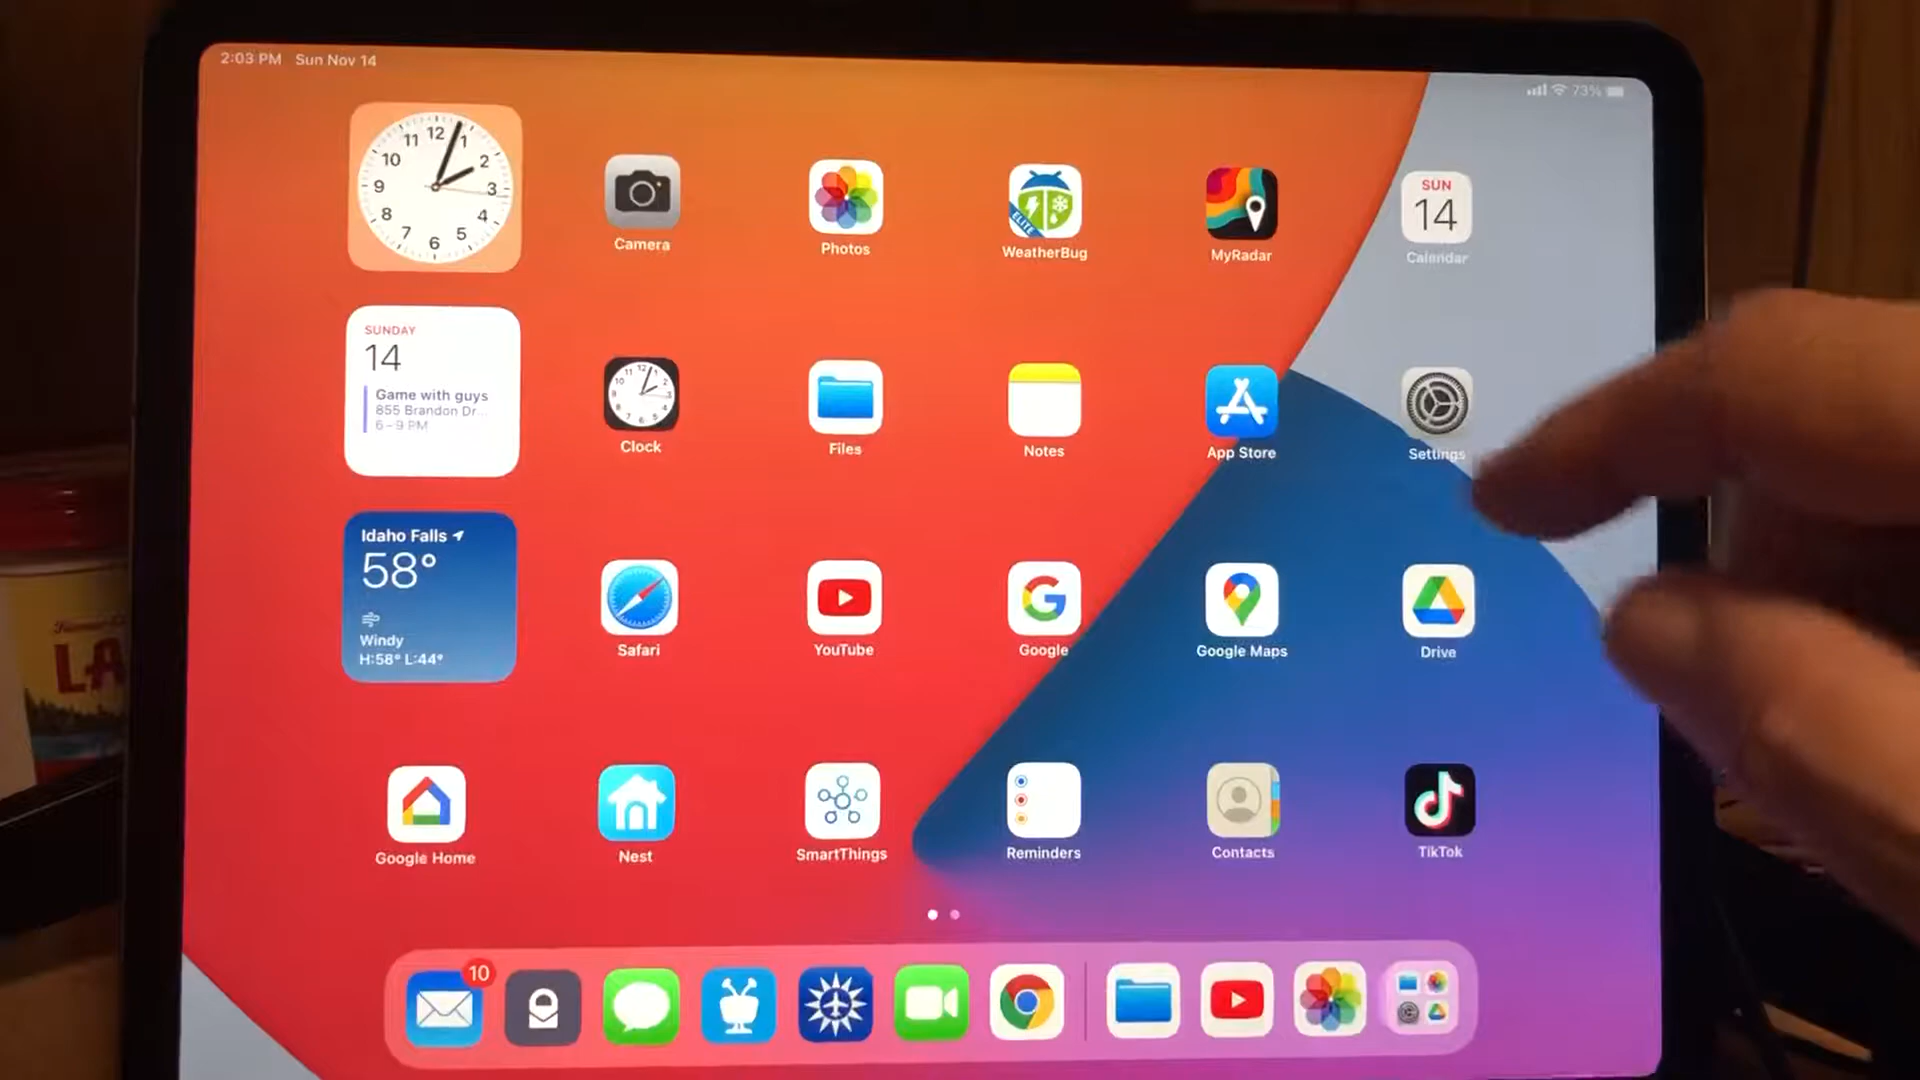 2:03 PM Sun Nov 14
73%
12
1
2
3
4
5
6
7
8
9
10
11
Camera
Photos
ELITE
WeatherBug
MyRadar
SUN
14
Calendar
SUNDAY
14
Game with guys
855 Brandon Dr...
6–9 PM
Clock
Files
Notes
App Store
Settings
Idaho Falls
58°
Windy
H:58° L:44°
Safari
YouTube
Google
Google Maps
Drive
LA
Google Home
Nest
SmartThings
Reminders
Contacts
TikTok
10